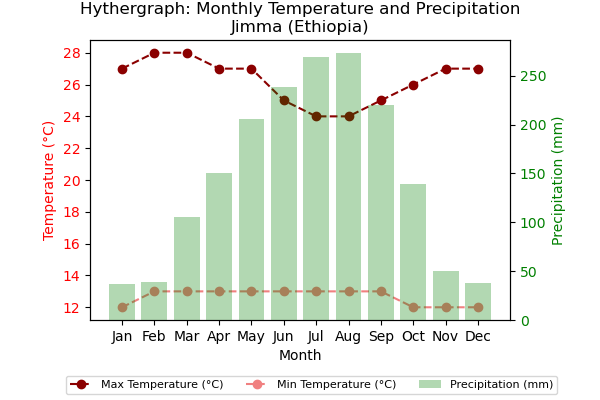 Hythergraph: Monthly Temperature and Precipitation
Jimma (Ethiopia)
Temperature (°C)
28
26
24
22
20
18
16
14
12
250
200
150
100
50
0
Precipitation (mm)
Jan Feb Mar Apr May Jun Jul Aug Sep Oct Nov Dec
Month
Max Temperature (°C) Min Temperature (°C) Precipitation (mm)